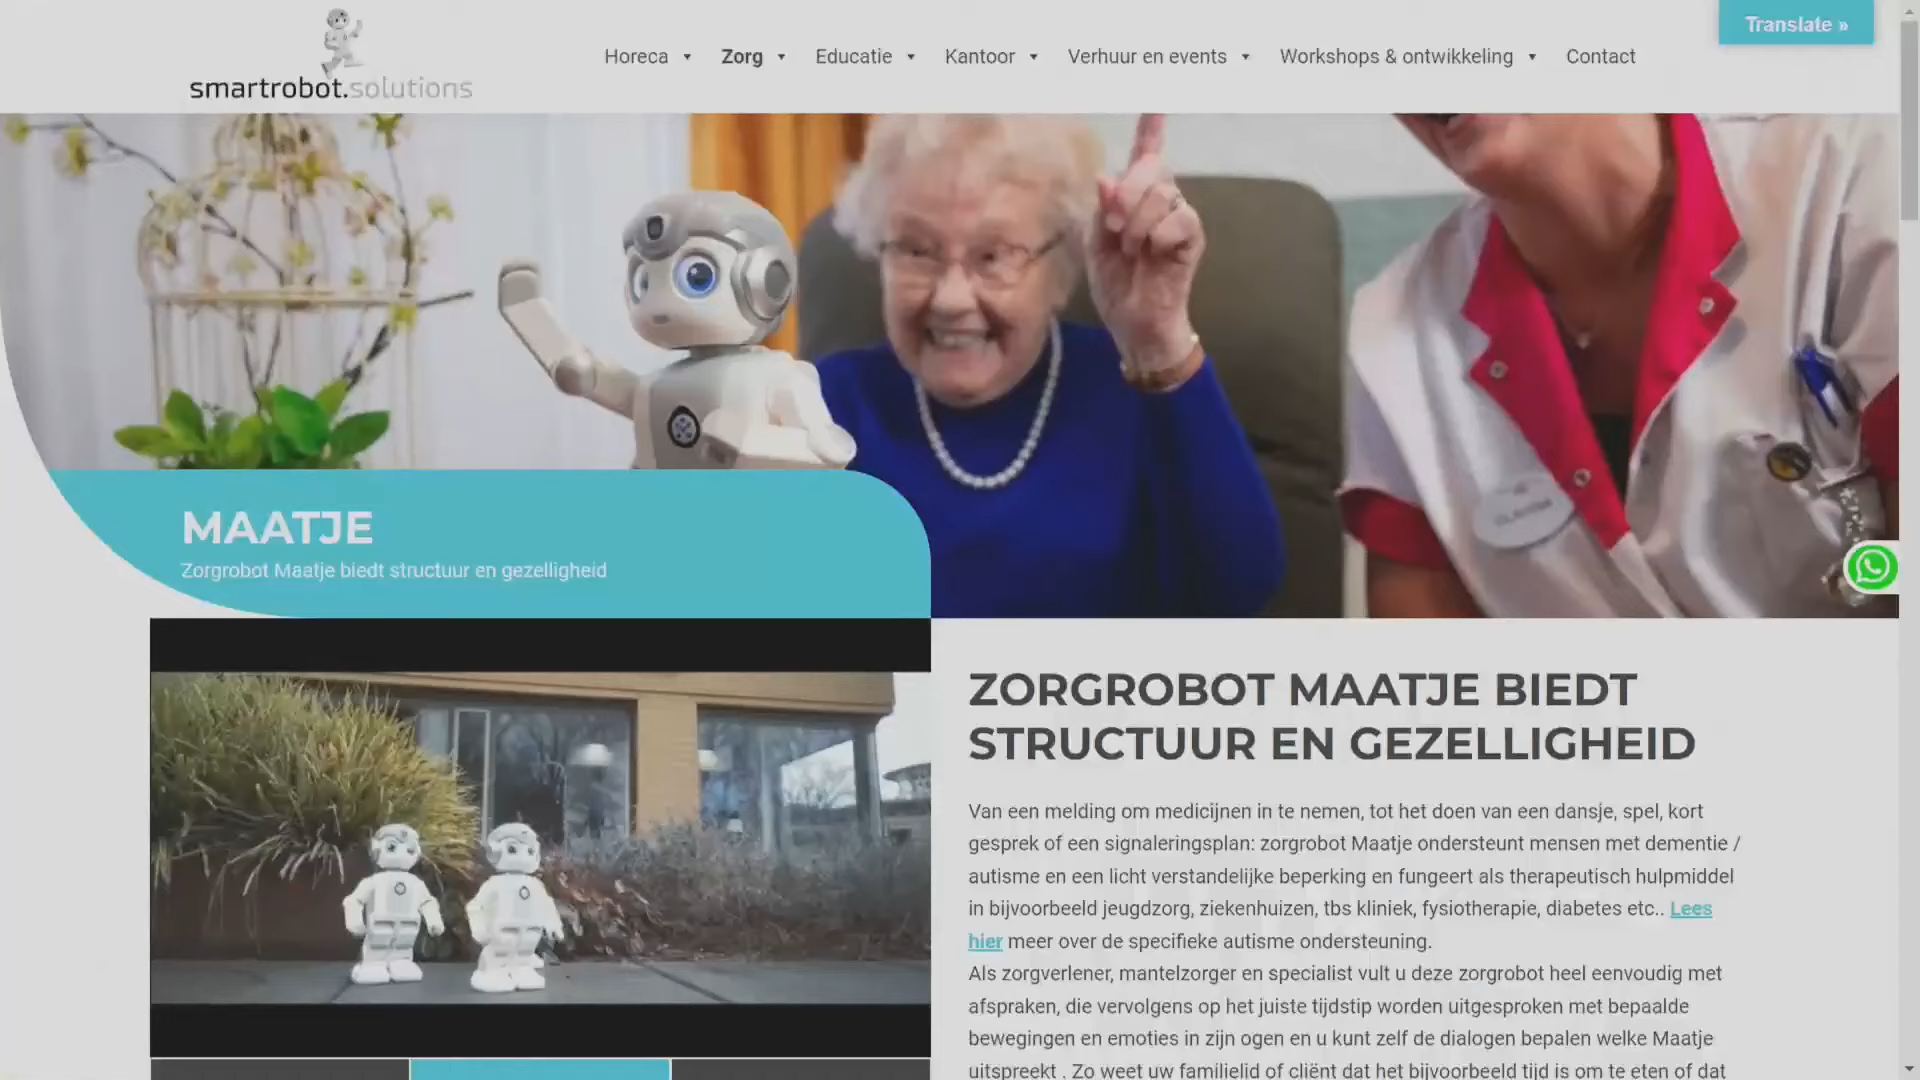 smartrobot.solutions
Horeca
Zorg
Educatie
Kantoor
Verhuur en events
Workshops & ontwikkeling
Contact
Translate »
MAATJE
Zorgrobot Maatje biedt structuur en gezelligheid
ZORGROBOT MAATJE BIEDT
STRUCTUUR EN GEZELLIGHEID
Van een melding om medicijnen in te nemen, tot het doen van een dansje, spel, kort
gesprek of een signaleringsplan: zorgrobot Maatje ondersteunt mensen met dementie /
autisme en een licht verstandelijke beperking en fungeert als therapeutisch hulpmiddel
in bijvoorbeeld jeugdzorg, ziekenhuizen, tbs kliniek, fysiotherapie, diabetes etc.. Lees
hier meer over de specifieke autisme ondersteuning.
Als zorgverlener, mantelzorger en specialist vult u deze zorgrobot heel eenvoudig met
afspraken, die vervolgens op het juiste tijdstip worden uitgesproken met bepaalde
bewegingen en emoties in zijn ogen en u kunt zelf de dialogen bepalen welke Maatje
uitspreekt . Zo weet uw familielid of cliënt dat het bijvoorbeeld tijd is om te eten of dat